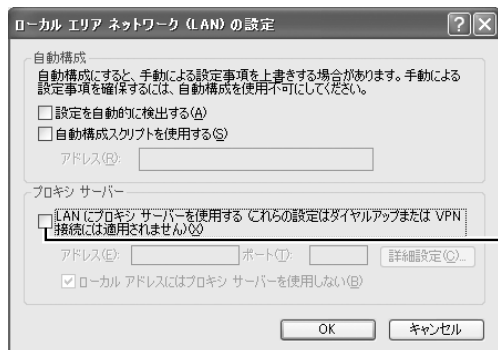 ローカル エリア ネットワーク (LAN) の設定
自動構成
自動構成にすると、手動による設定事項を上書きする場合があります。手動による
設定事項を確保するには、自動構成を使用不可にしてください。
設定を自動的に検出する(A)
自動構成スクリプトを使用する(S)
アドレス(R):
プロキシ サーバー
LAN にプロキシ サーバーを使用する (これらの設定はダイヤルアップまたは VPN
接続には適用されません)(X)
アドレス(E): ポート(T): 詳細設定(C)...
ローカル アドレスにはプロキシ サーバーを使用しない(B)
OK キャンセル